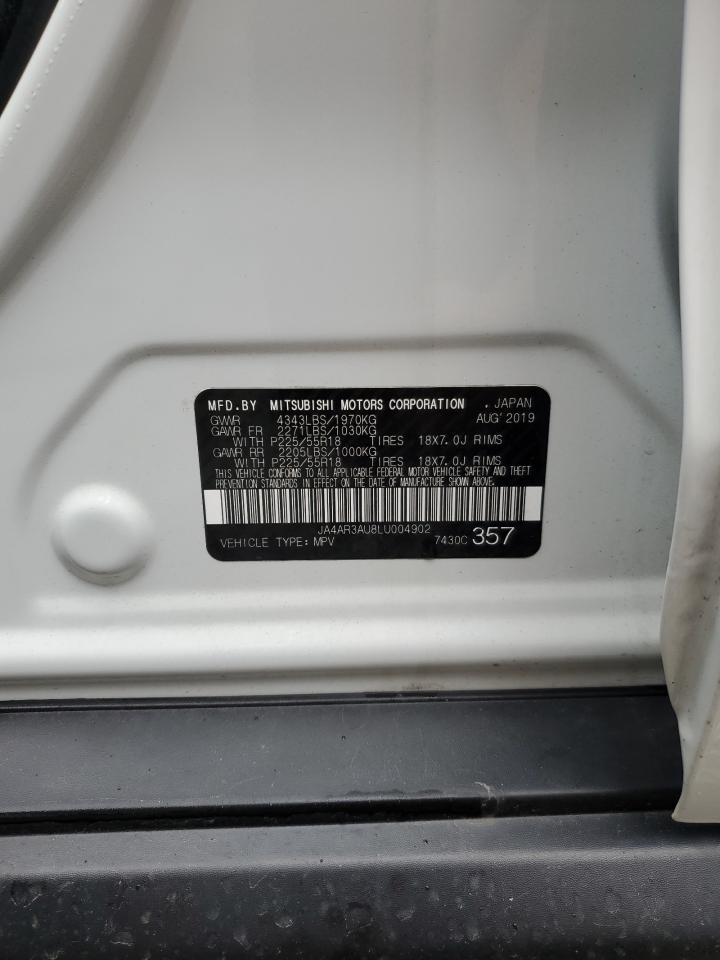 MFD.BY MITSUBISHI MOTORS CORPORATION . JAPAN
GVWR 4343LBS/1970KG AUG'2019
GAWR FR 2271LBS/1030KG
WITH P225/55R18 TIRES 18X7.0J RIMS
GAWR RR 2205LBS/1000KG
WITH P225/55R18 TIRES 18X7.0J RIMS
THIS VEHICLE CONFORMS TO ALL APPLICABLE FEDERAL MOTOR VEHICLE SAFETY AND THEFT
PREVENTION STANDARDS IN EFFECT ON THE DATE OF MANUFACTURE SHOWN ABOVE.
JA4AR3AU8LU004902
VEHICLE TYPE: MPV 7430C 357